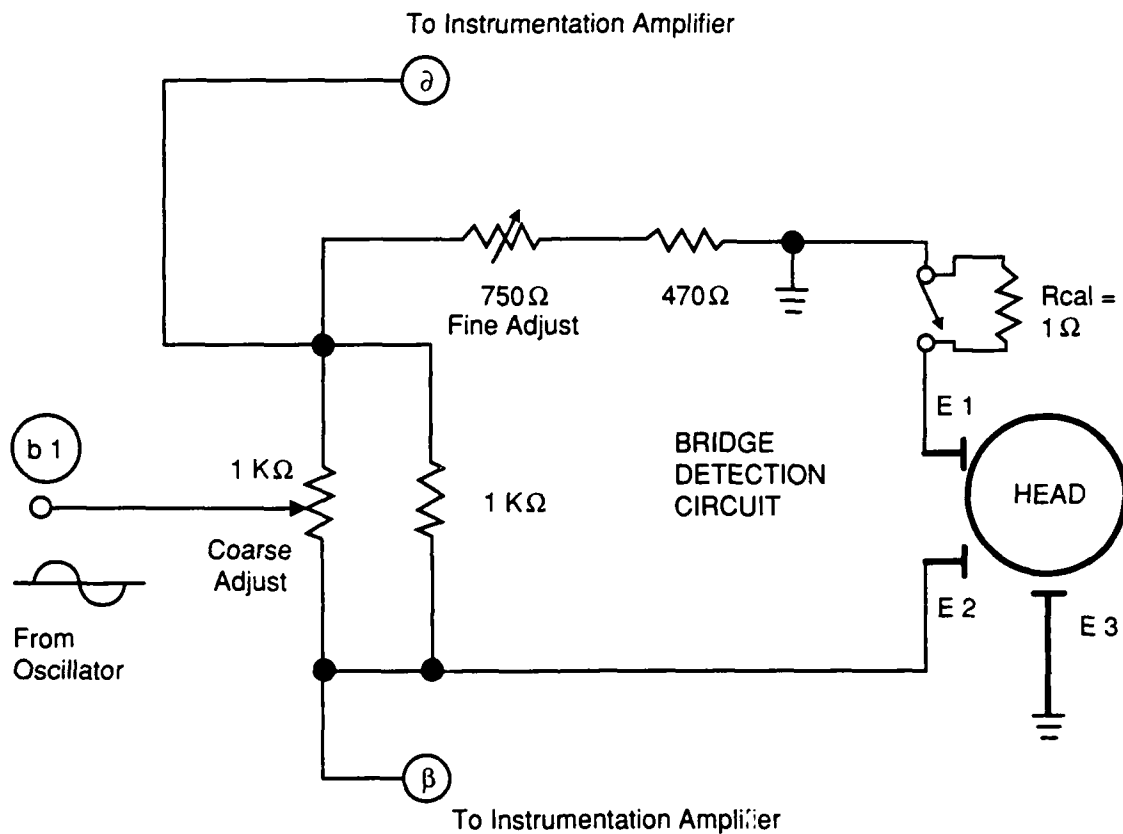 To Instrumentation Amplifier
∂
750Ω
Fine Adjust
470Ω
Rcal =
1Ω
E 1
b 1
1 KΩ
1 KΩ
BRIDGE
DETECTION
CIRCUIT
HEAD
Coarse
Adjust
E 2
E 3
From
Oscillator
β
To Instrumentation Amplifier